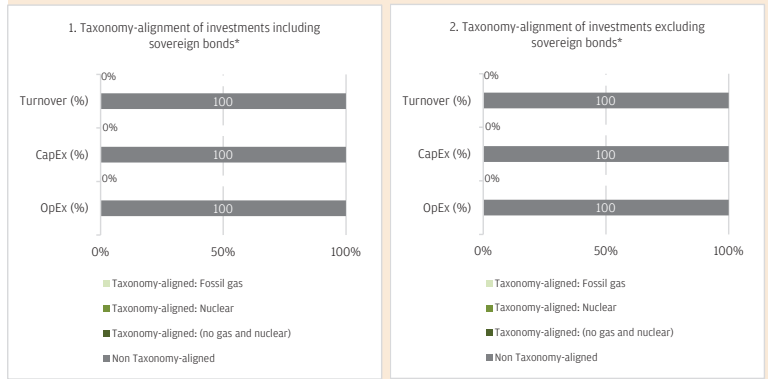 1. Taxonomy-alignment of investments including
sovereign bonds*
0%
Turnover (%)
100
0%
CapEx (%)
100
0%
OpEx (%)
100
0%
50%
100%
Taxonomy-aligned: Fossil gas
Taxonomy-aligned: Nuclear
Taxonomy-aligned: (no gas and nuclear)
Non Taxonomy-aligned
2. Taxonomy-alignment of investments excluding
sovereign bonds*
0%
Turnover (%)
100
0%
CapEx (%)
100
0%
OpEx (%)
100
0%
50%
100%
Taxonomy-aligned: Fossil gas
Taxonomy-aligned: Nuclear
Taxonomy-aligned: (no gas and nuclear)
Non Taxonomy-aligned